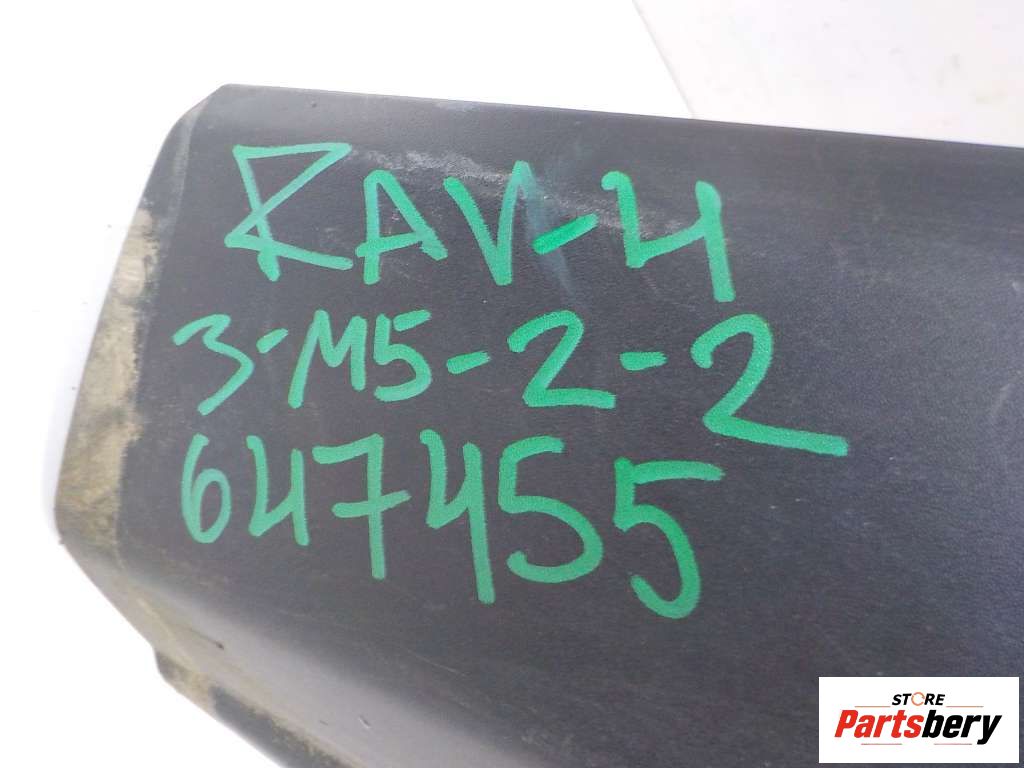 RAV-4
3-M5-2-2
647455
STORE
Partsbery